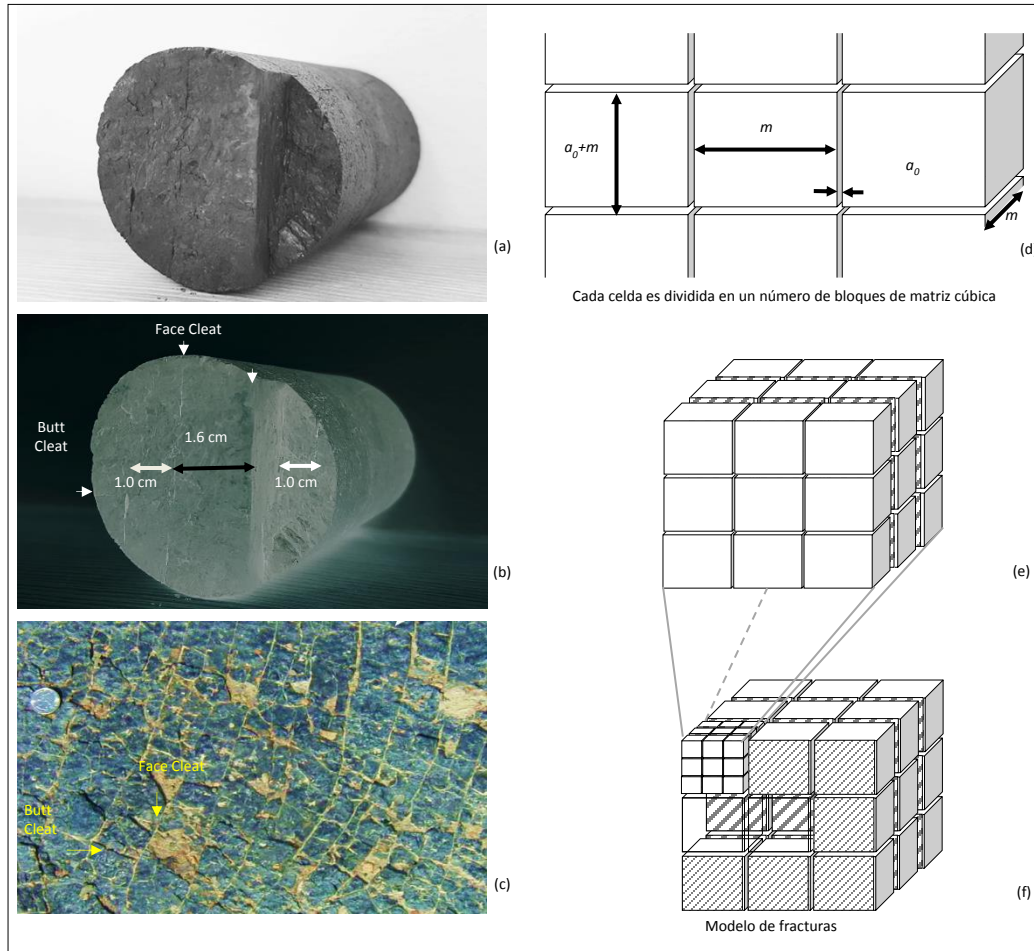 (a)
Face Cleat
Butt
Cleat
1.6 cm
1.0 cm
1.0 cm
(b)
Face Cleat
Butt
Cleat
(c)
m
a0+m
a0
m
(d
Cada celda es dividida en un número de bloques de matriz cúbica
(e)
(f)
Modelo de fracturas